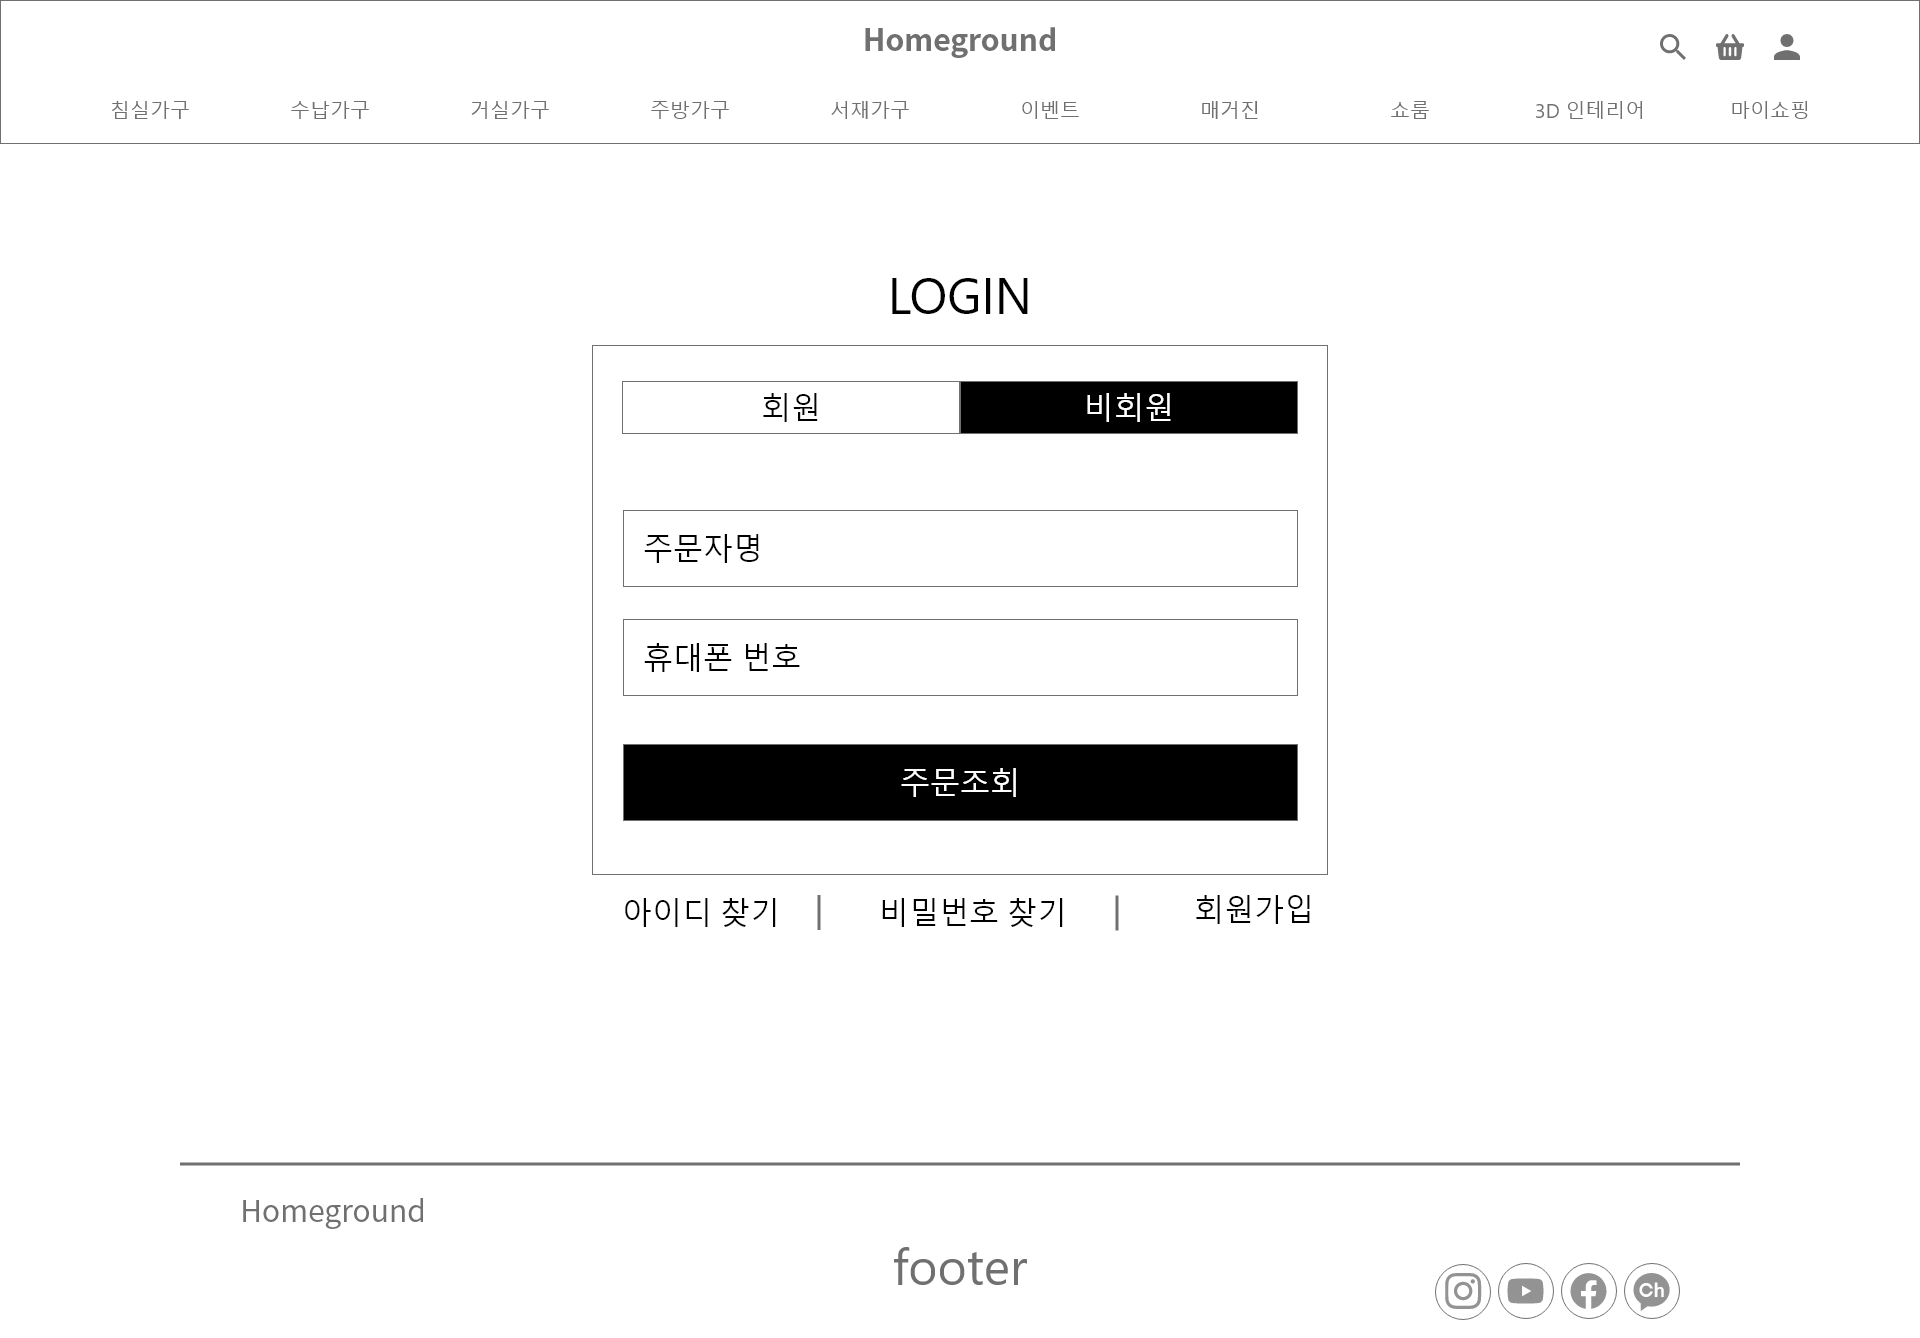 Homeground
침실가구 수납가구 거실가구 주방가구 서재가구 이벤트 매거진 쇼룸 3D 인테리어 마이쇼핑
LOGIN
회원 비회원
주문자명
휴대폰 번호
주문조회
아이디 찾기 | 비밀번호 찾기 | 회원가입
Homeground
footer
Ch